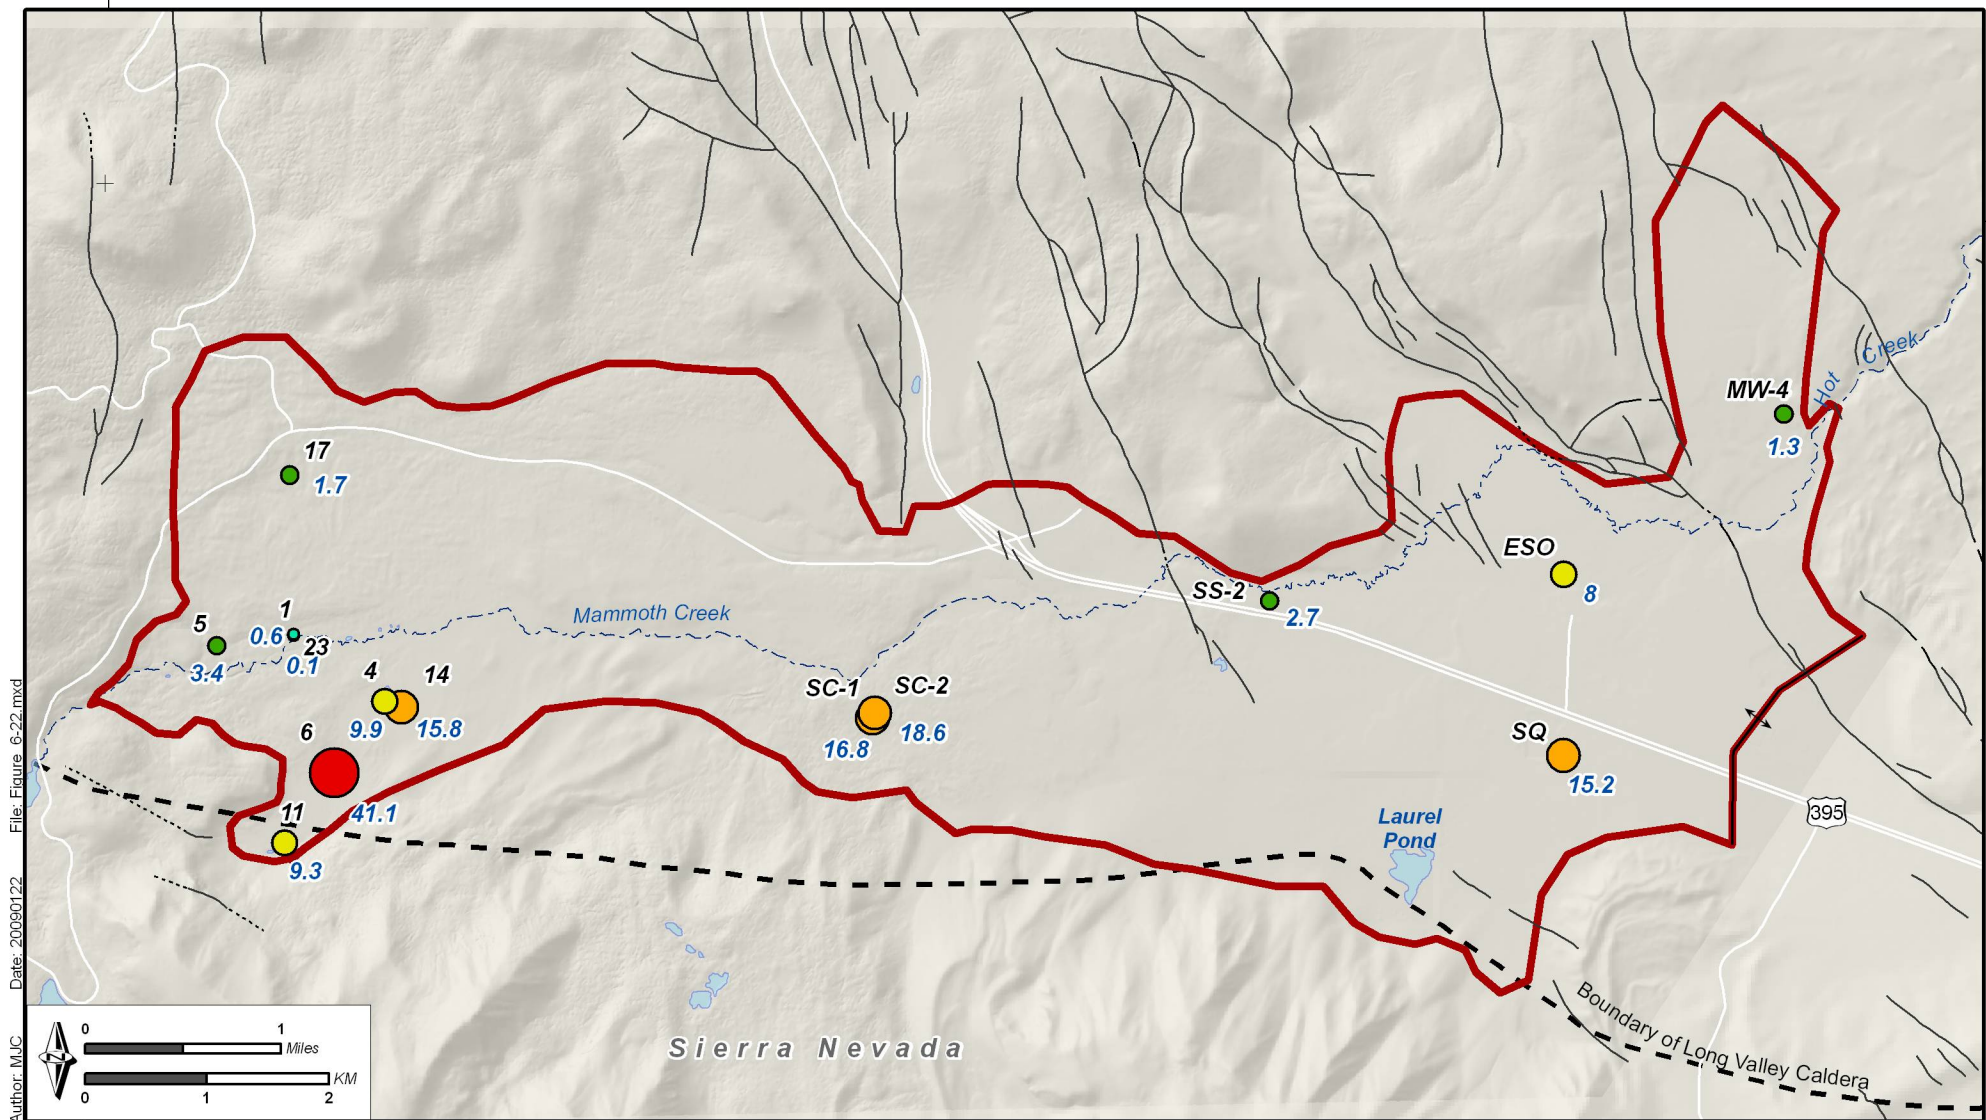 MW-4
1.3
Hot
Creek
17
1.7
ESO
8
SS-2
2.7
1
0.6
23
0.1
5
3.4
Mammoth Creek
4
9.9
14
15.8
SC-1
SC-2
16.8
18.6
6
41.1
SQ
15.2
11
9.3
Laurel
Pond
395
Boundary of Long Valley Caldera
Sierra Nevada
N
0 1
Miles
KM
0 1 2
File: Figure 6-22.mxd
Date: 20090122
Author: MJC